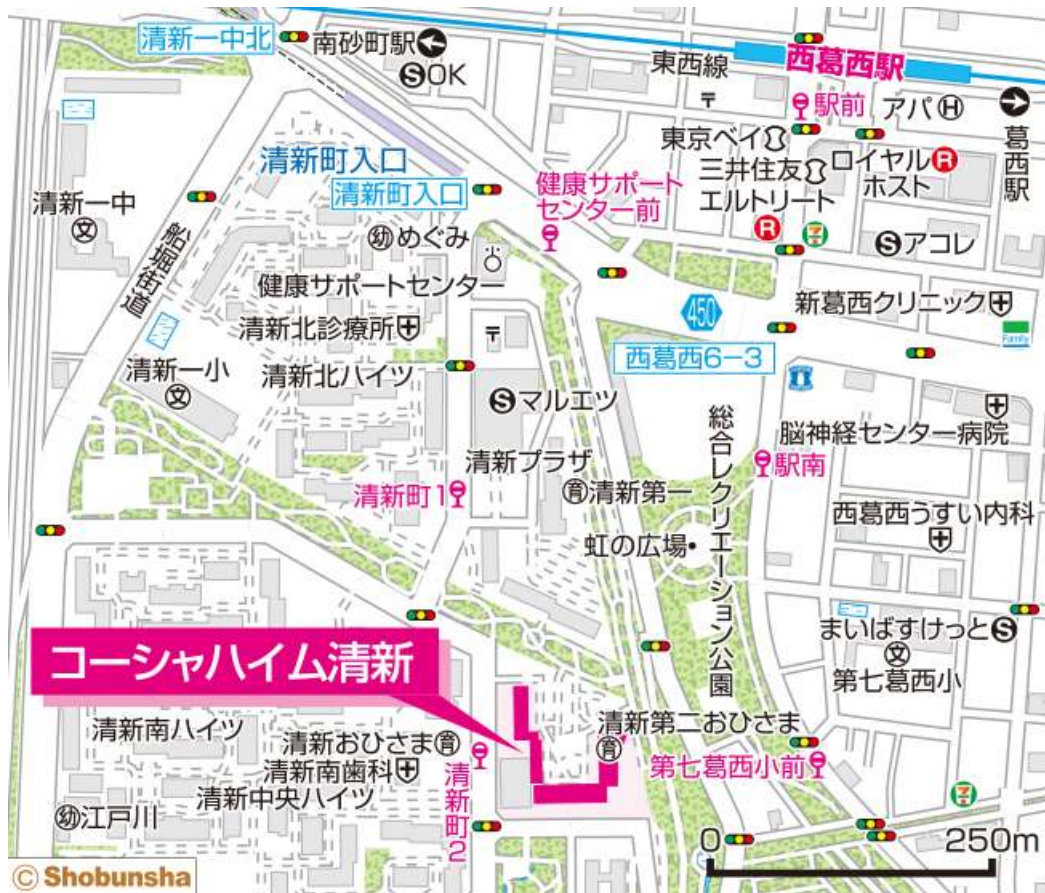 清新一中北
南砂町駅
S OK
東西線
西葛西駅
〒
駅前
アパ H
葛西駅
東京ベイ
三井住友
エルトリート
R
ロイヤル R
ホスト
清新町入口
清新町入口
健康サポート
センター前
清新一中
文
船堀街道
幼 めぐみ
7
S アコレ
健康サポートセンター
450
新葛西クリニック
Family
清新北診療所
〒
西葛西6-3
清新一小
文
清新北ハイツ
S マルエツ
脳神経センター病院
総合レクリエーション公園
駅南
清新プラザ
清新町1
育 清新第一
西葛西うすい内科
虹の広場
まいばすけっと S
文
第七葛西小
コーシャハイム清新
清新南ハイツ
清新おひさま 育
清新南歯科
清新中央ハイツ
清新町2
清新第二おひさま
育
第七葛西小前
幼 江戸川
7
0 250m
© Shobunsha